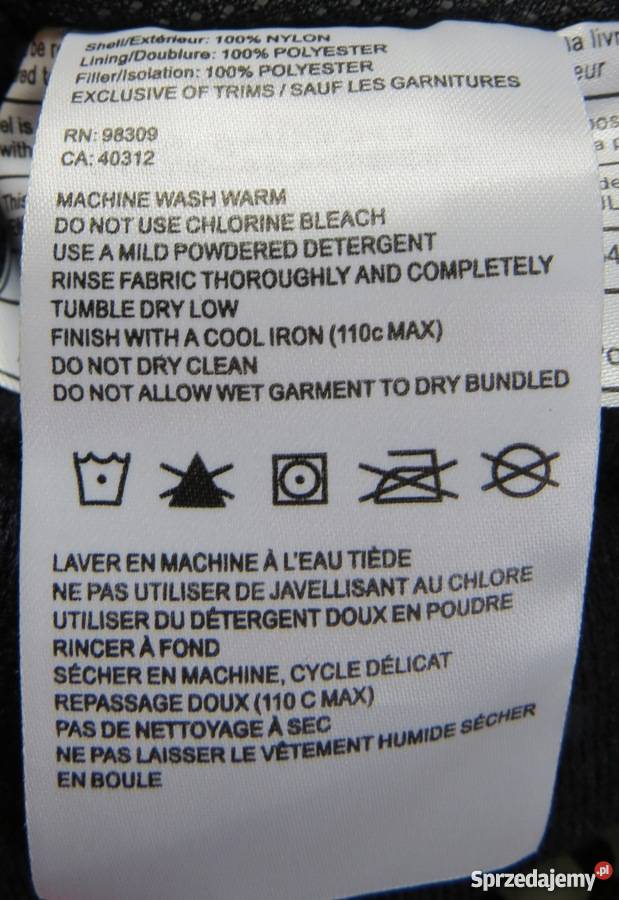 Shell/Extérieur: 100% NYLON
Lining/Doublure: 100% POLYESTER
Filler/Isolation: 100% POLYESTER
EXCLUSIVE OF TRIMS / SAUF LES GARNITURES
RN: 98309
CA: 40312
MACHINE WASH WARM
DO NOT USE CHLORINE BLEACH
USE A MILD POWDERED DETERGENT
RINSE FABRIC THOROUGHLY AND COMPLETELY
TUMBLE DRY LOW
FINISH WITH A COOL IRON (110c MAX)
DO NOT DRY CLEAN
DO NOT ALLOW WET GARMENT TO DRY BUNDLED
LAVER EN MACHINE À L'EAU TIÈDE
NE PAS UTILISER DE JAVELLISANT AU CHLORE
UTILISER DU DÉTERGENT DOUX EN POUDRE
RINCER À FOND
SÉCHER EN MACHINE, CYCLE DÉLICAT
REPASSAGE DOUX (110 C MAX)
PAS DE NETTOYAGE À SEC
NE PAS LAISSER LE VÊTEMENT HUMIDE SÉCHER
EN BOULE
Sprzedajemy.pl